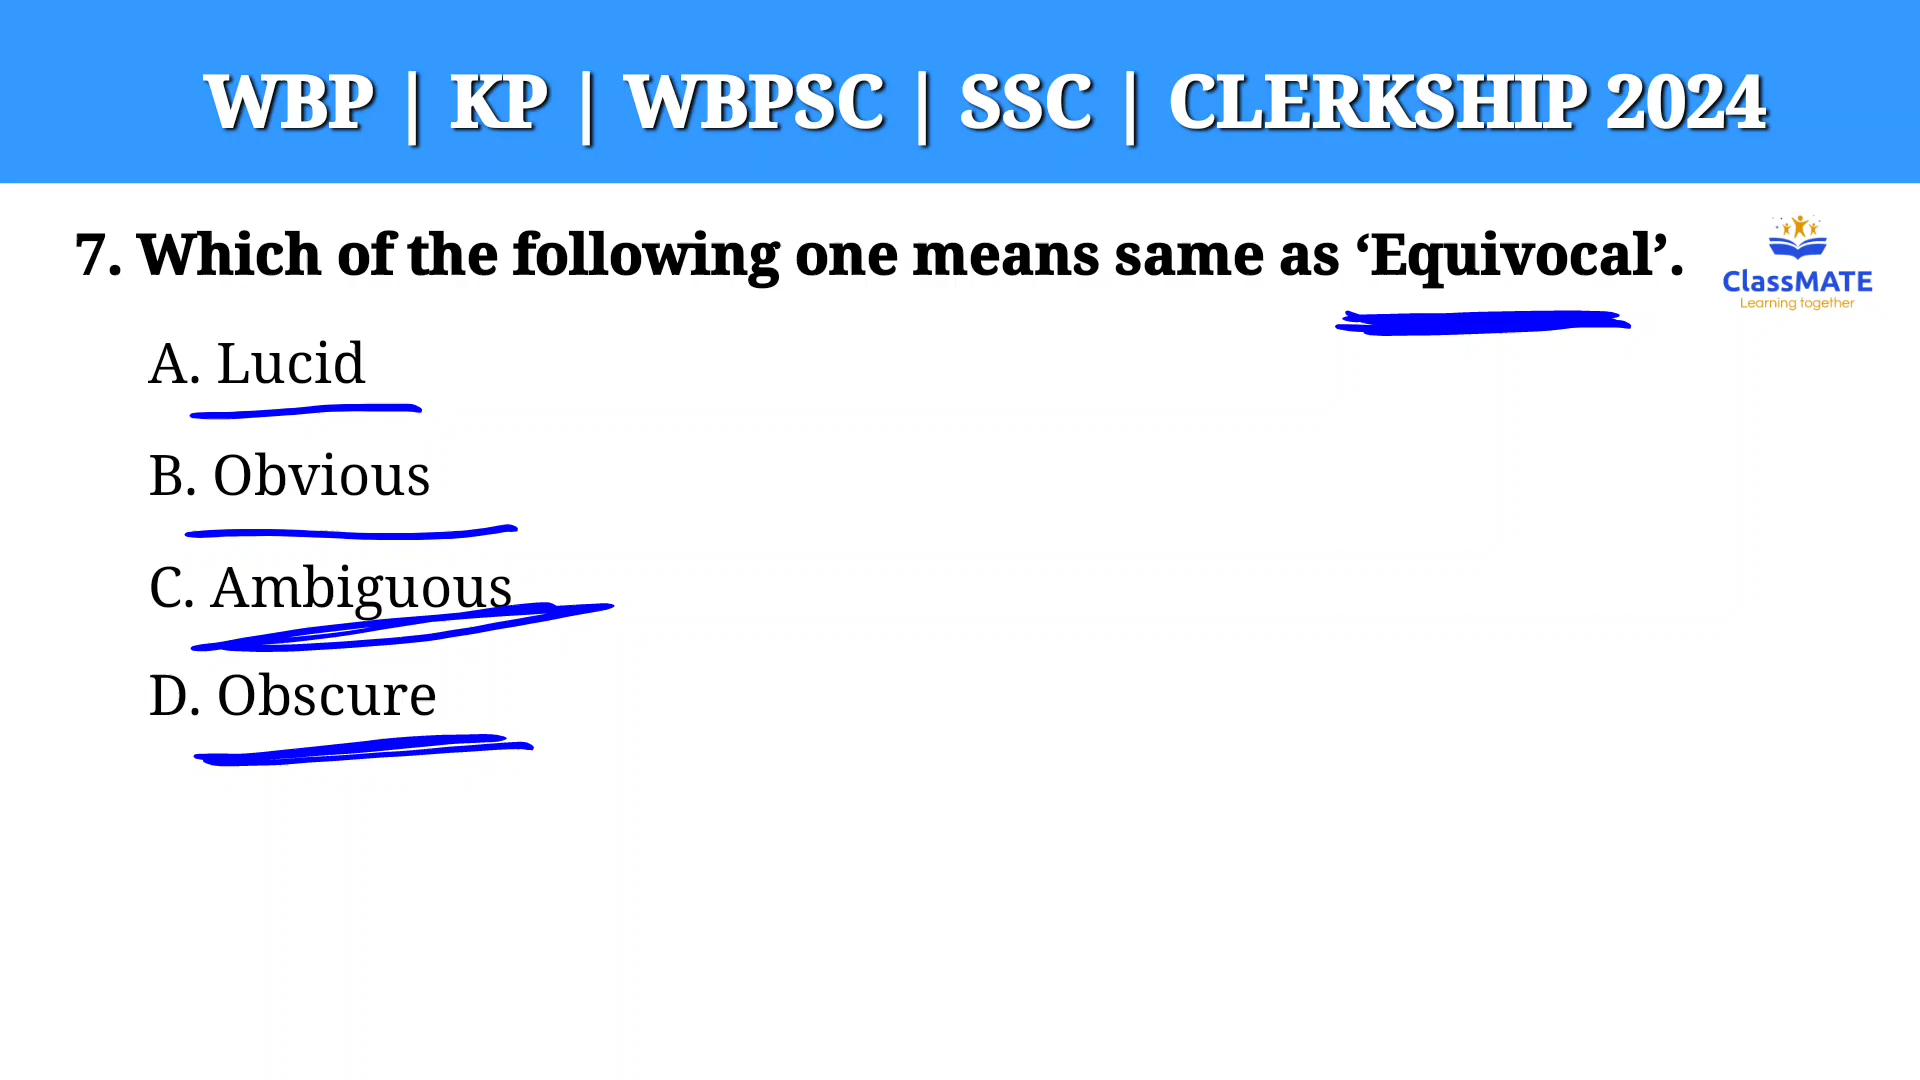 WBP | KP | WBPSC | SSC | CLERKSHIP 2024
7. Which of the following one means same as ‘Equivocal’.
ClassMATE
Learning together
A. Lucid
B. Obvious
C. Ambiguous
D. Obscure